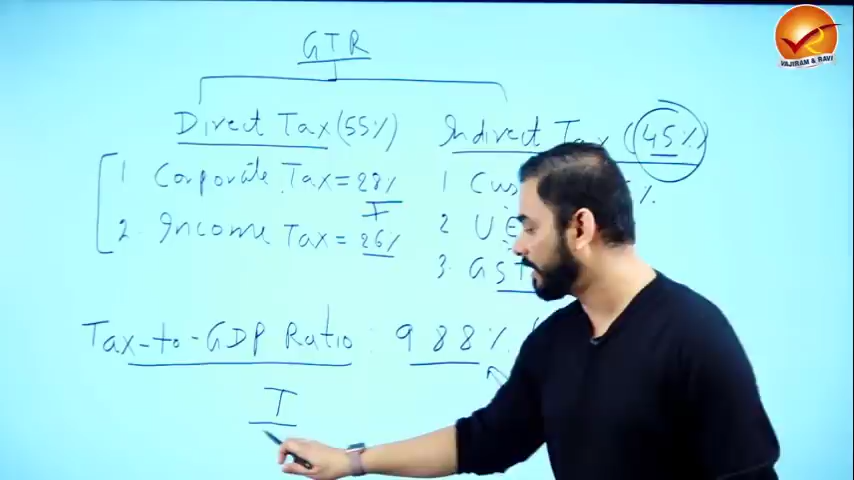 GTR
Direct Tax (55%)
Indirect Tax (45%)
1 Corporate Tax = 28%
I
2. Income Tax = 26%
1 Cus %.
2 UE
3. GST
Tax-to-GDP Ratio : 9 88%
T
VAJIRAM & RAVI